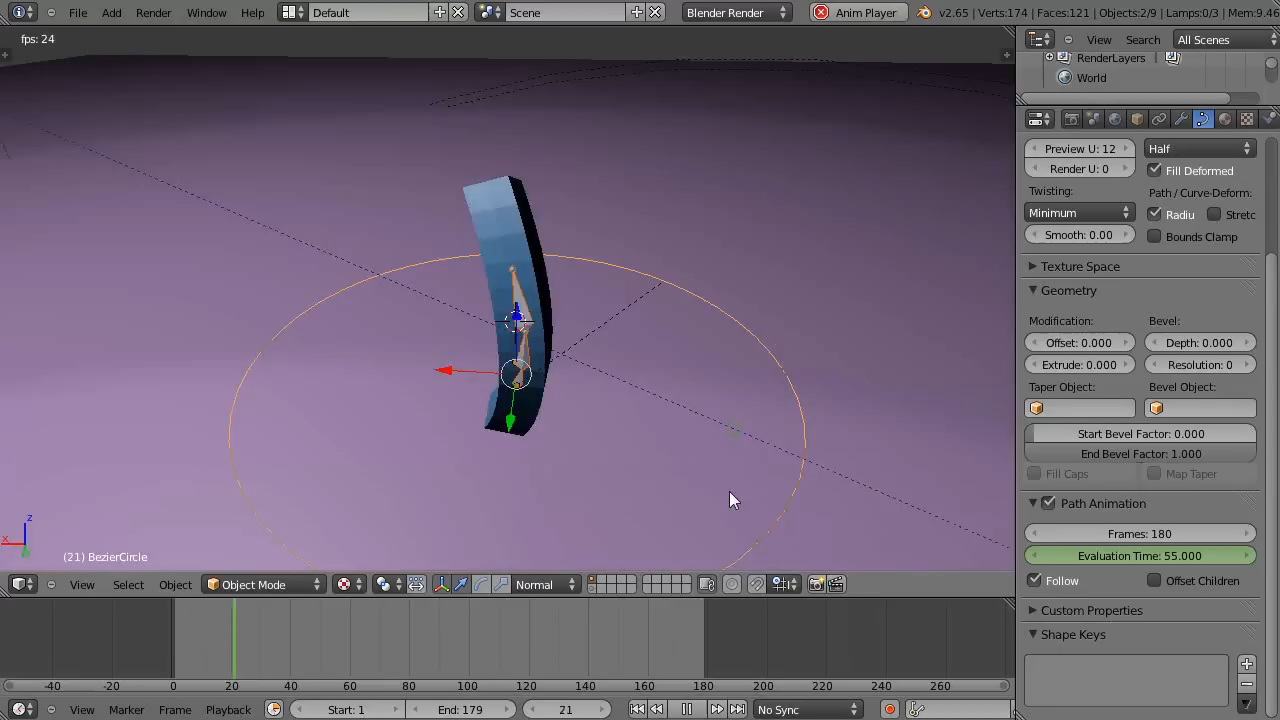 File Add Render Window Help Default Scene Blender Render Anim Player v2.65 | Verts:174 | Faces:121 | Objects:2/9 | Lamps:0/3 | Mem:9.46
fps: 24
View Search All Scenes
RenderLayers |
World
Preview U: 12 Half
Render U: 0 Fill Deformed
Twisting: Path / Curve-Deform:
Minimum Radiu Stretc
Smooth: 0.00 Bounds Clamp
Texture Space
Geometry
Modification: Bevel:
Offset: 0.000 Depth: 0.000
Extrude: 0.000 Resolution: 0
Taper Object: Bevel Object:
Start Bevel Factor: 0.000
End Bevel Factor: 1.000
Fill Caps Map Taper
Path Animation
Frames: 180
Evaluation Time: 55.000
Follow Offset Children
Custom Properties
Shape Keys
z
x
(21) BezierCircle
View Select Object Object Mode Normal
-40 -20 0 20 40 60 80 100 120 140 160 180 200 220 240 260
View Marker Frame Playback Start: 1 End: 179 21 No Sync